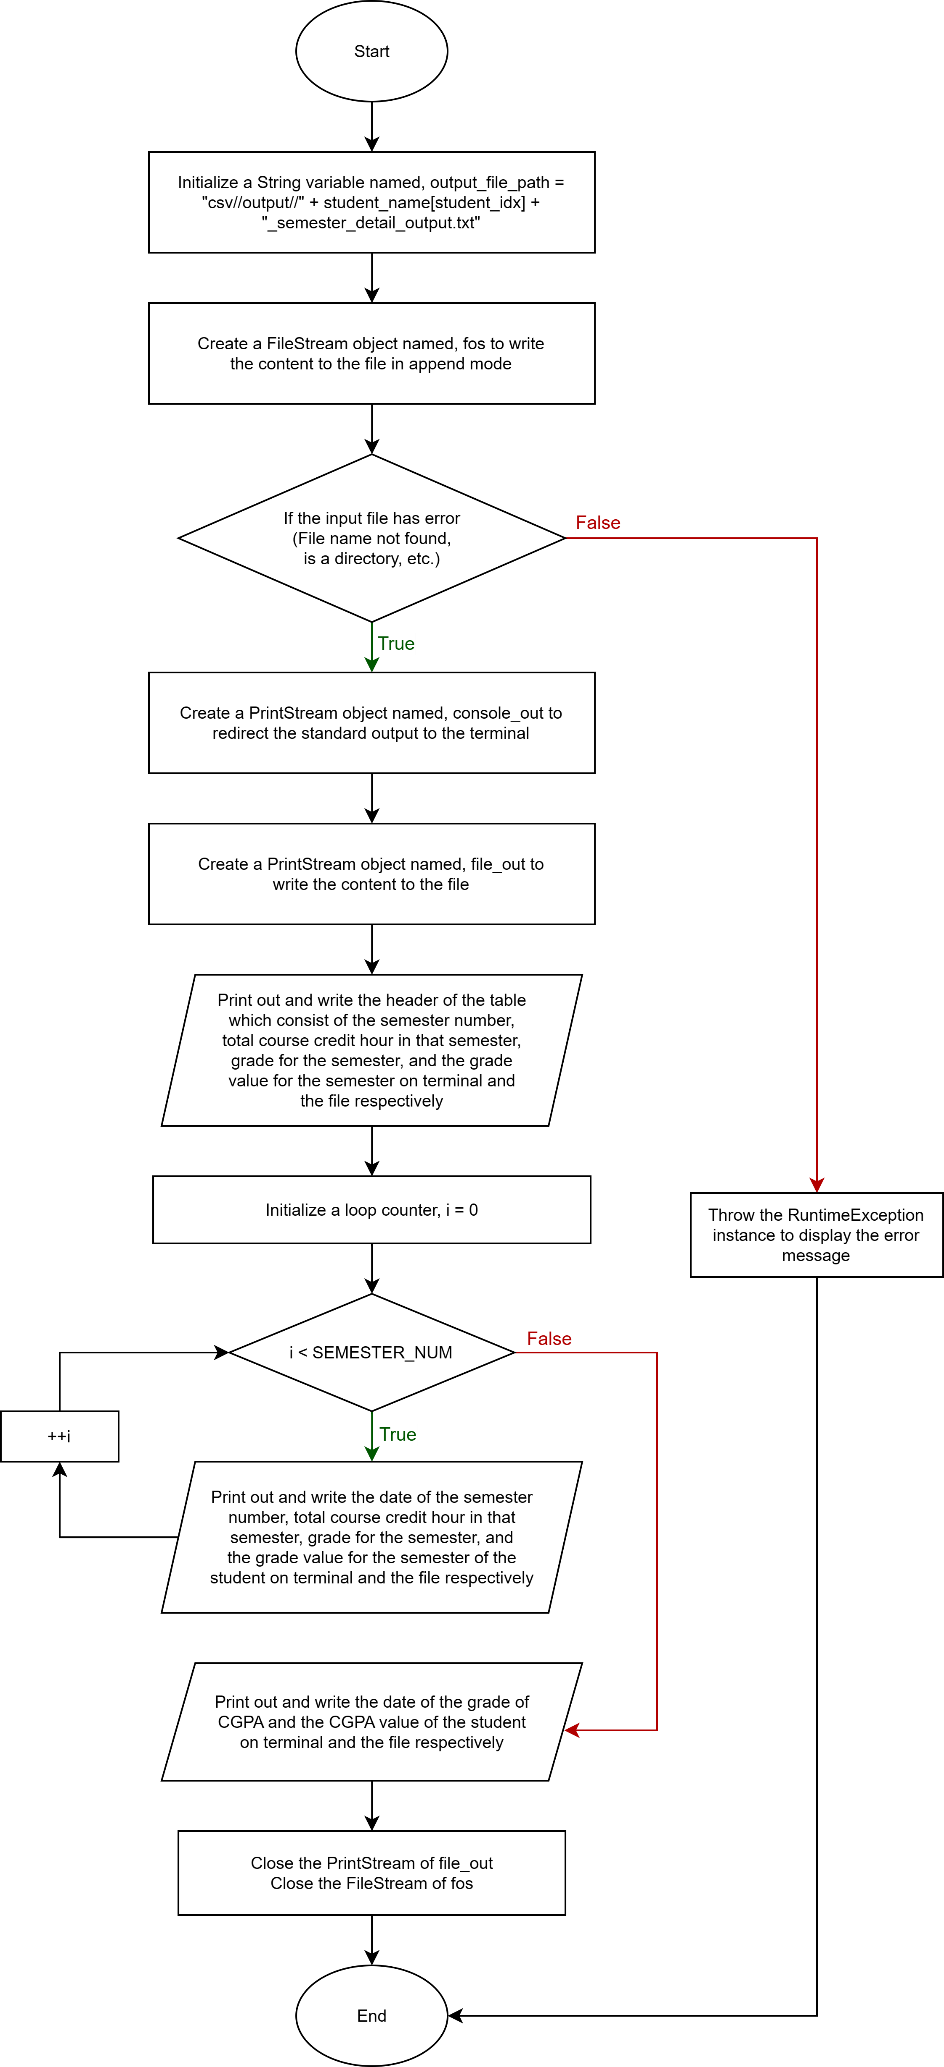 Start
Initialize a String variable named, output_file_path =
"csv//output//" + student_name[student_idx] +
"_semester_detail_output.txt"
Create a FileStream object named, fos to write
the content to the file in append mode
If the input file has error
(File name not found,
is a directory, etc.)
False
True
Create a PrintStream object named, console_out to
redirect the standard output to the terminal
Create a PrintStream object named, file_out to
write the content to the file
Print out and write the header of the table
which consist of the semester number,
total course credit hour in that semester,
grade for the semester, and the grade
value for the semester on terminal and
the file respectively
Initialize a loop counter, i = 0
Throw the RuntimeException
instance to display the error
message
i < SEMESTER_NUM
False
True
++i
Print out and write the date of the semester
number, total course credit hour in that
semester, grade for the semester, and
the grade value for the semester of the
student on terminal and the file respectively
Print out and write the date of the grade of
CGPA and the CGPA value of the student
on terminal and the file respectively
Close the PrintStream of file_out
Close the FileStream of fos
End